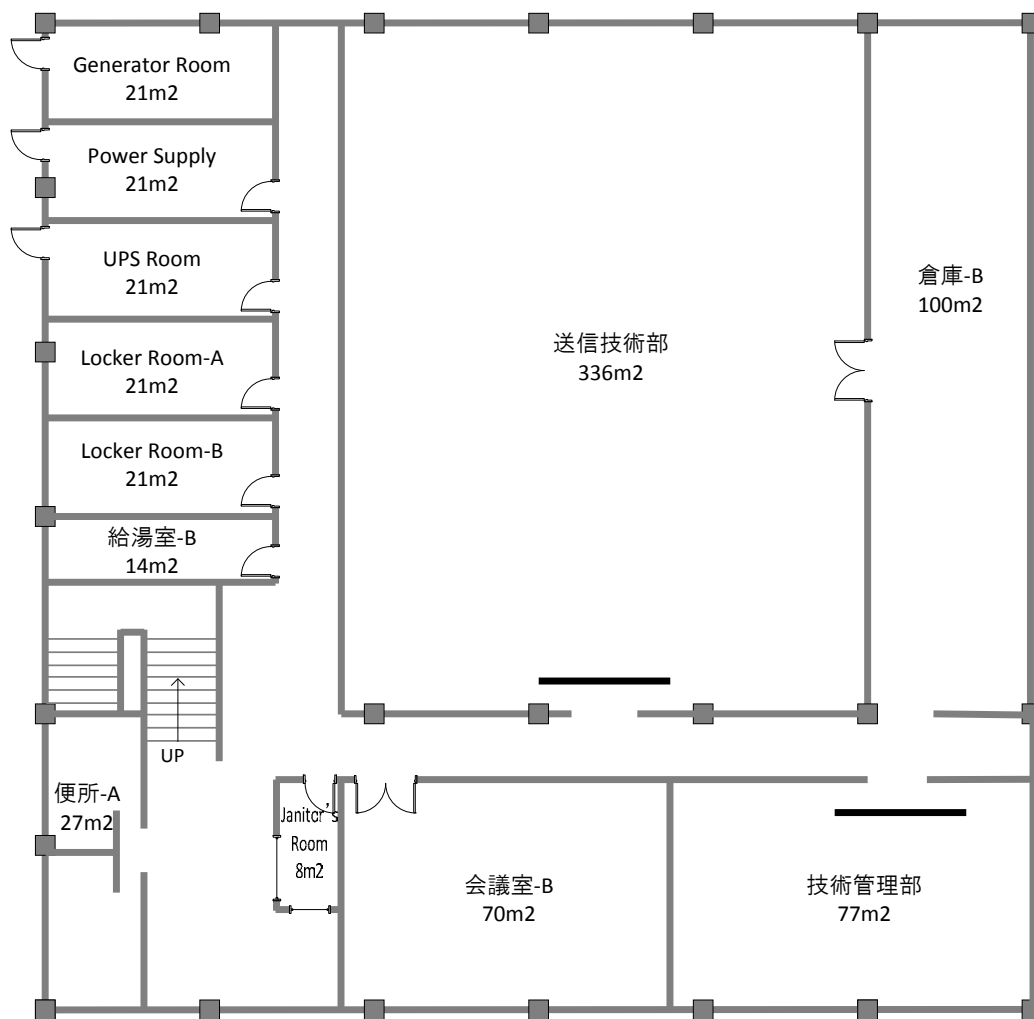 Generator Room
21m2
Power Supply
21m2
UPS Room
21m2
Locker Room-A
21m2
Locker Room-B
21m2
給湯室-B
14m2
送信技術部
336m2
倉庫-B
100m2
UP
便所-A
27m2
Janitor's
Room
8m2
会議室-B
70m2
技術管理部
77m2